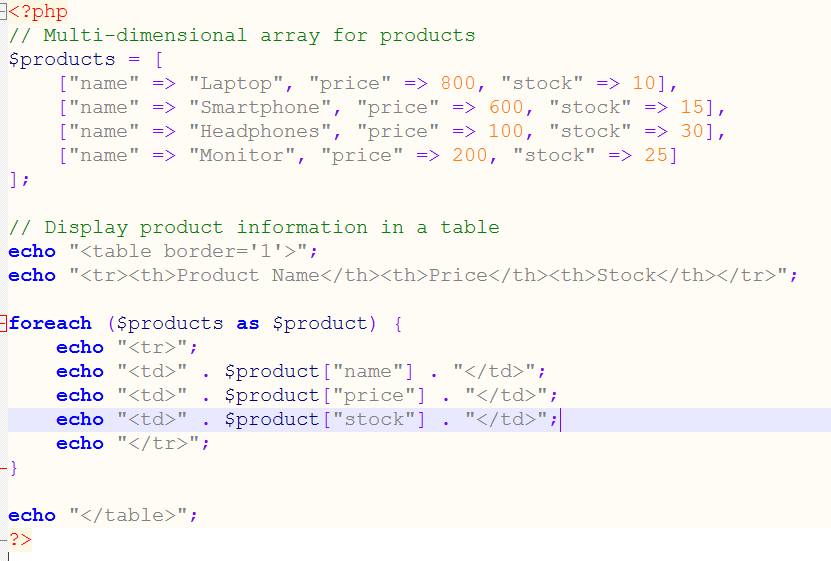 <?php
// Multi-dimensional array for products
$products = [
    ["name" => "Laptop", "price" => 800, "stock" => 10],
    ["name" => "Smartphone", "price" => 600, "stock" => 15],
    ["name" => "Headphones", "price" => 100, "stock" => 30],
    ["name" => "Monitor", "price" => 200, "stock" => 25]
];

// Display product information in a table
echo "<table border='1'>";
echo "<tr><th>Product Name</th><th>Price</th><th>Stock</th></tr>";

foreach ($products as $product) {
    echo "<tr>";
    echo "<td>" . $product["name"] . "</td>";
    echo "<td>" . $product["price"] . "</td>";
    echo "<td>" . $product["stock"] . "</td>";
    echo "</tr>";
}

echo "</table>";
?>